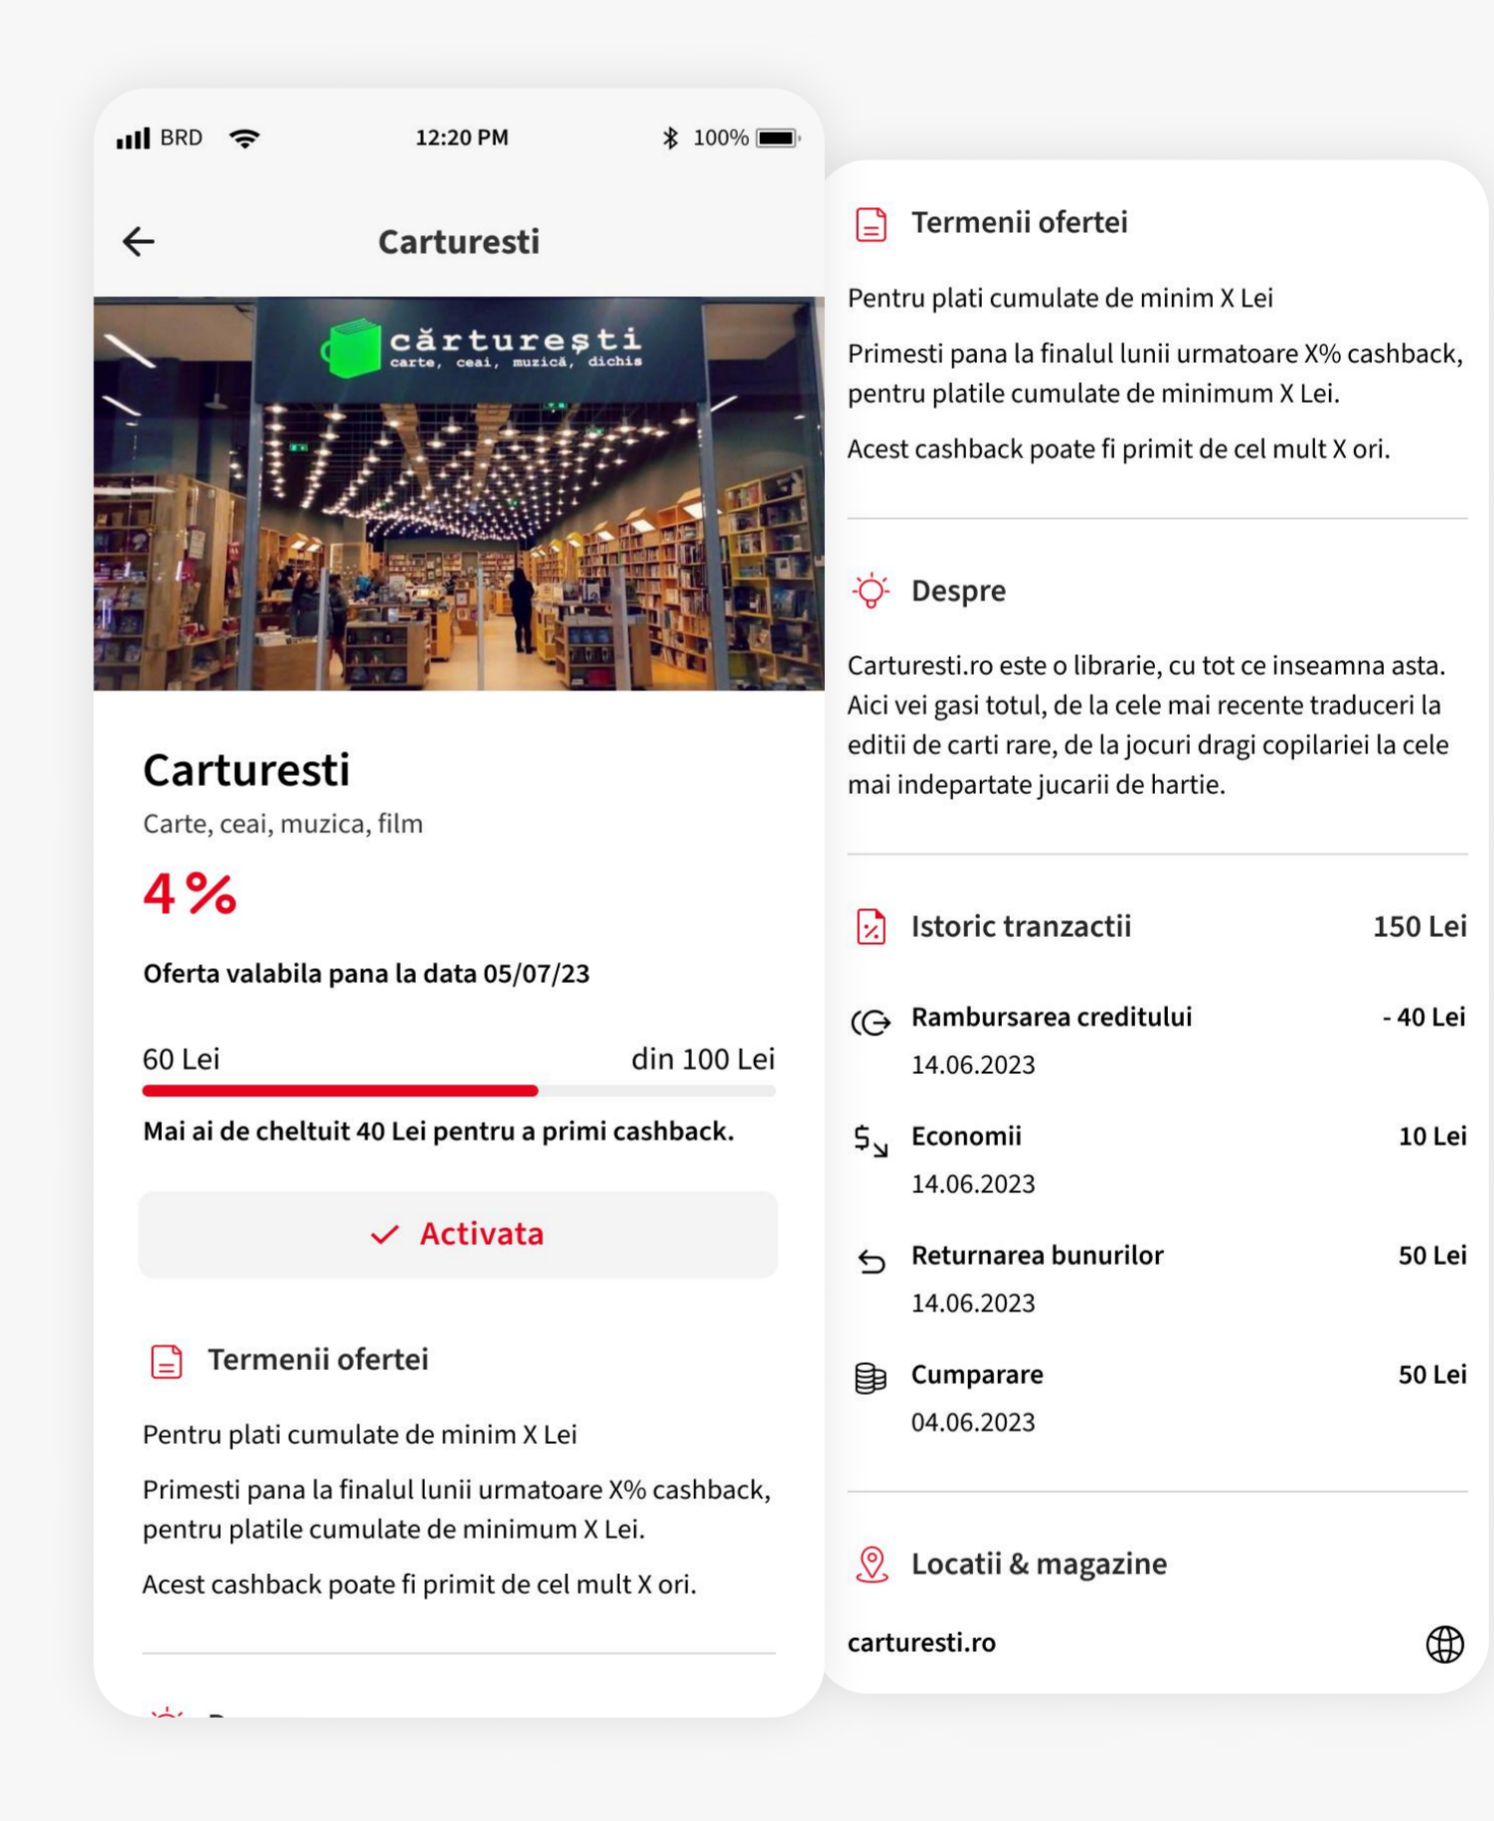 BRD
12:20 PM
100%
Carturesti
cărturești
carte, ceai, muzică, dichis
Carturesti
Carte, ceai, muzica, film
4%
Oferta valabila pana la data 05/07/23
60 Lei din 100 Lei
Mai ai de cheltuit 40 Lei pentru a primi cashback.
Activata
Termenii ofertei
Pentru plati cumulate de minim X Lei
Primesti pana la finalul lunii urmatoare X% cashback,
pentru platile cumulate de minimum X Lei.
Acest cashback poate fi primit de cel mult X ori.
Termenii ofertei
Pentru plati cumulate de minim X Lei
Primesti pana la finalul lunii urmatoare X% cashback,
pentru platile cumulate de minimum X Lei.
Acest cashback poate fi primit de cel mult X ori.
Despre
Carturesti.ro este o librarie, cu tot ce inseamna asta.
Aici vei gasi totul, de la cele mai recente traduceri la
editii de carti rare, de la jocuri dragi copilariei la cele
mai indepartate jucarii de hartie.
Istoric tranzactii 150 Lei
Rambursarea creditului - 40 Lei
14.06.2023
Economii 10 Lei
14.06.2023
Returnarea bunurilor 50 Lei
14.06.2023
Cumparare 50 Lei
04.06.2023
Locatii & magazine
carturesti.ro